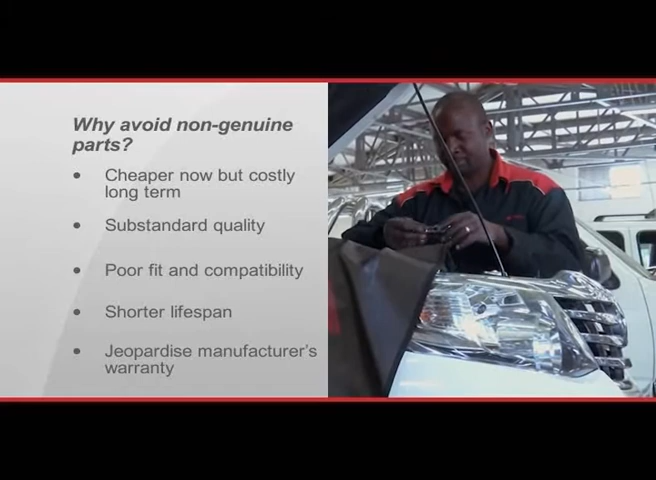 Why avoid non-genuine
parts?
• Cheaper now but costly
long term
• Substandard quality
• Poor fit and compatibility
• Shorter lifespan
• Jeopardise manufacturer's
warranty